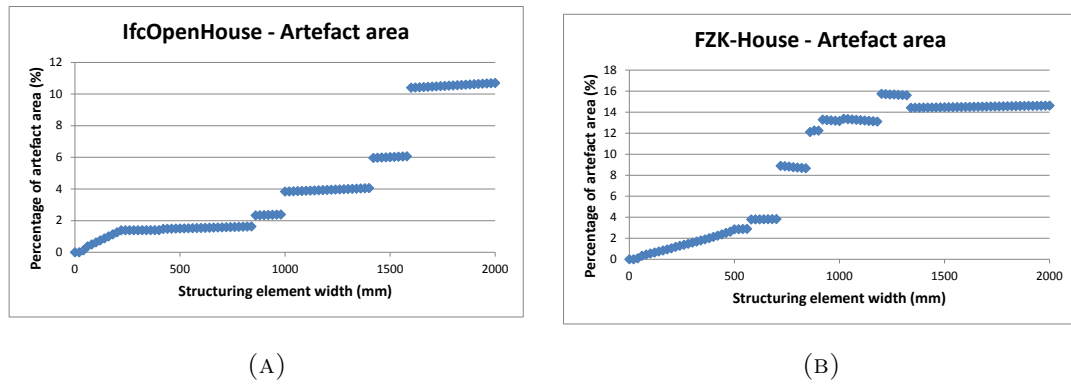 IfcOpenHouse - Artefact area
Percentage of artefact area (%)
12
10
8
6
4
2
0
0 500 1000 1500 2000
Structuring element width (mm)
(A)
FZK-House - Artefact area
Percentage of artefact area (%)
18
16
14
12
10
8
6
4
2
0
0 500 1000 1500 2000
Structuring element width (mm)
(B)